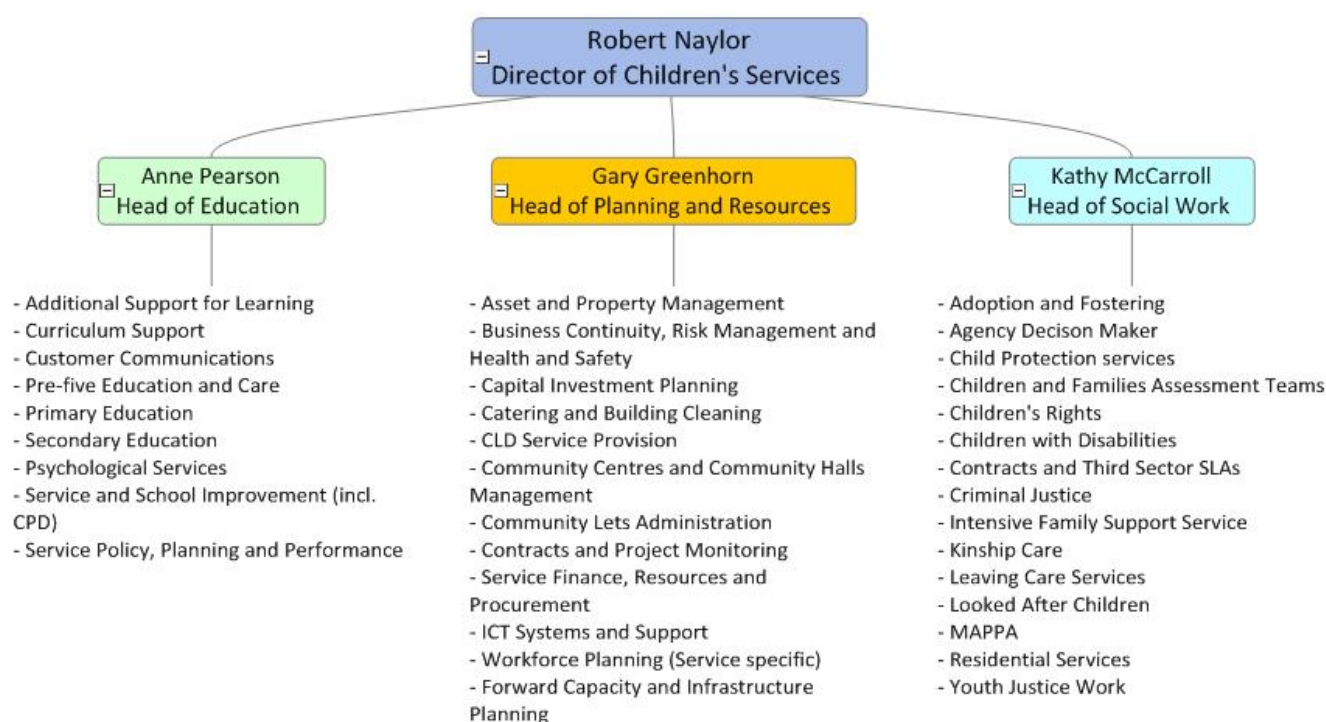 Robert Naylor
Director of Children's Services
Anne Pearson
Head of Education
- Additional Support for Learning
- Curriculum Support
- Customer Communications
- Pre-five Education and Care
- Primary Education
- Secondary Education
- Psychological Services
- Service and School Improvement (incl.
CPD)
- Service Policy, Planning and Performance
Gary Greenhorn
Head of Planning and Resources
- Asset and Property Management
- Business Continuity, Risk Management and
Health and Safety
- Capital Investment Planning
- Catering and Building Cleaning
- CLD Service Provision
- Community Centres and Community Halls
Management
- Community Lets Administration
- Contracts and Project Monitoring
- Service Finance, Resources and
Procurement
- ICT Systems and Support
- Workforce Planning (Service specific)
- Forward Capacity and Infrastructure
Planning
Kathy McCarroll
Head of Social Work
- Adoption and Fostering
- Agency Decison Maker
- Child Protection services
- Children and Families Assessment Teams
- Children's Rights
- Children with Disabilities
- Contracts and Third Sector SLAs
- Criminal Justice
- Intensive Family Support Service
- Kinship Care
- Leaving Care Services
- Looked After Children
- MAPPA
- Residential Services
- Youth Justice Work